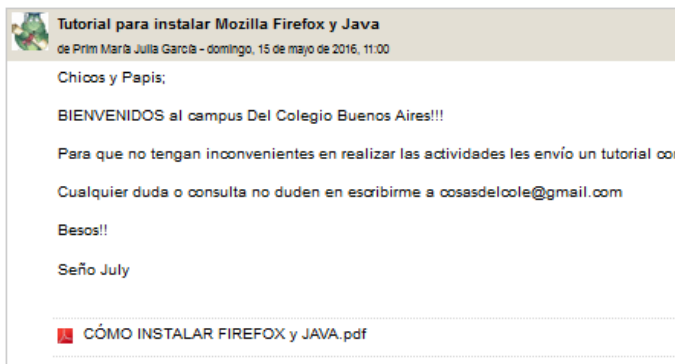 Tutorial para instalar Mozilla Firefox y Java
de Prim María Julia García - domingo, 15 de mayo de 2016, 11:00
Chicos y Papis;
BIENVENIDOS al campus Del Colegio Buenos Aires!!!
Para que no tengan inconvenientes en realizar las actividades les envío un tutorial
Cualquier duda o consulta no duden en escribirme a cosasdelcole@gmail.com
Besos!!
Seño July
CÓMO INSTALAR FIREFOX y JAVA.pdf